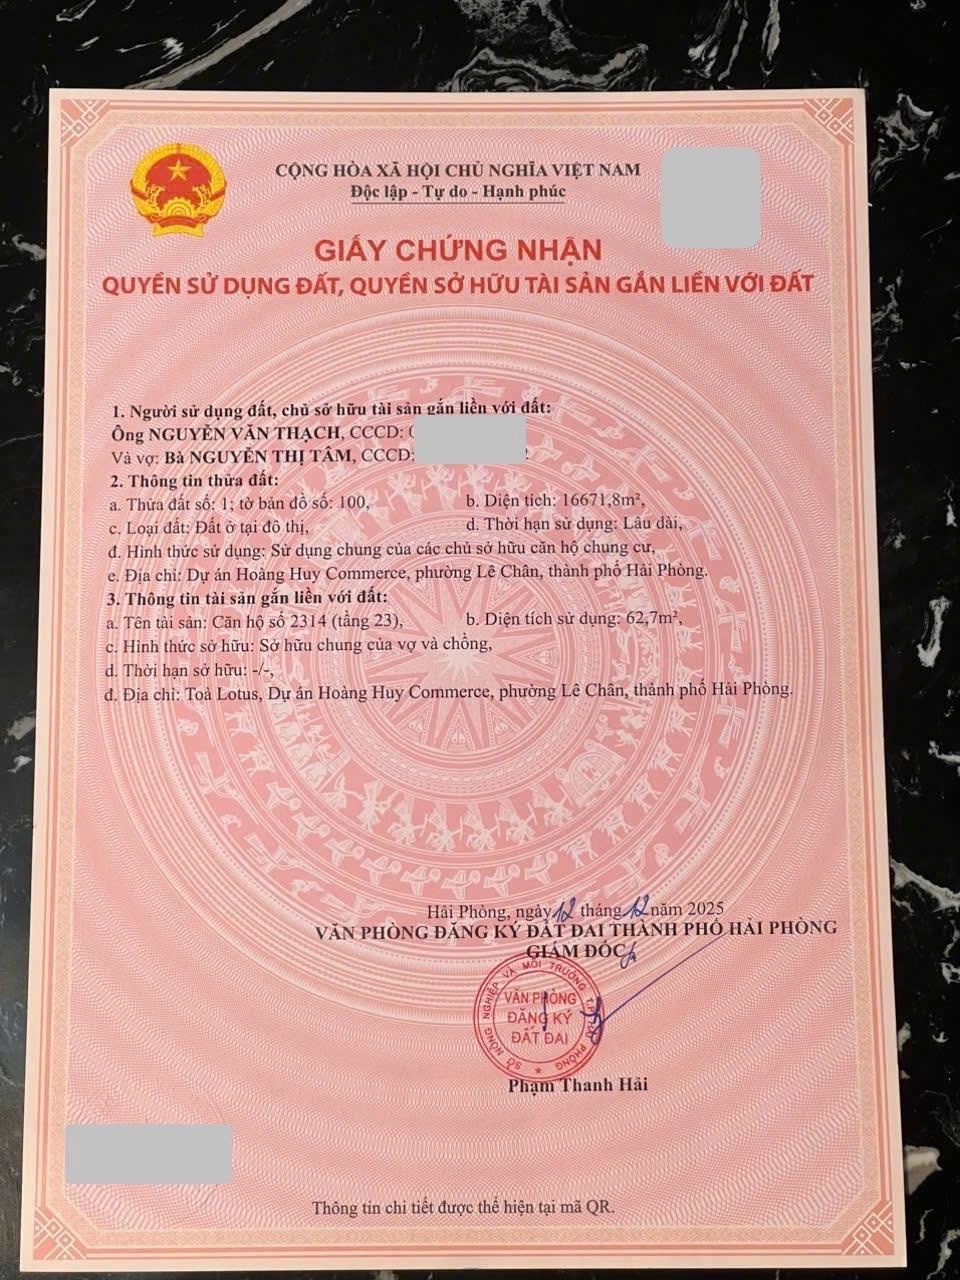 CỘNG HÒA XÃ HỘI CHỦ NGHĨA VIỆT NAM
Độc lập - Tự do - Hạnh phúc
GIẤY CHỨNG NHẬN
QUYỀN SỬ DỤNG ĐẤT, QUYỀN SỞ HỮU TÀI SẢN GẮN LIỀN VỚI ĐẤT
1. Người sử dụng đất, chủ sở hữu tài sản gắn liền với đất:
Ông NGUYỄN VĂN THẠCH, CCCD:
Và vợ: Bà NGUYỄN THỊ TÂM, CCCD:
2. Thông tin thửa đất:
a. Thửa đất số: 1; tờ bản đồ số: 100, b. Diện tích: 16671,8m²,
c. Loại đất: Đất ở tại đô thị, d. Thời hạn sử dụng: Lâu dài,
đ. Hình thức sử dụng: Sử dụng chung của các chủ sở hữu căn hộ chung cư,
e. Địa chỉ: Dự án Hoàng Huy Commerce, phường Lê Chân, thành phố Hải Phòng.
3. Thông tin tài sản gắn liền với đất:
a. Tên tài sản: Căn hộ số 2314 (tầng 23), b. Diện tích sử dụng: 62,7m²,
c. Hình thức sở hữu: Sở hữu chung của vợ và chồng,
d. Thời hạn sở hữu: -/-,
đ. Địa chỉ: Toà Lotus, Dự án Hoàng Huy Commerce, phường Lê Chân, thành phố Hải Phòng.
Hải Phòng, ngày 12 tháng 12 năm 2025
VĂN PHÒNG ĐĂNG KÝ ĐẤT ĐAI THÀNH PHỐ HẢI PHÒNG
GIÁM ĐỐC
SỞ NÔNG NGHIỆP VÀ MÔI TRƯỜNG T.P HẢI PHÒNG
VĂN PHÒNG
ĐĂNG KÝ
ĐẤT ĐAI
Phạm Thanh Hải
Thông tin chi tiết được thể hiện tại mã QR.